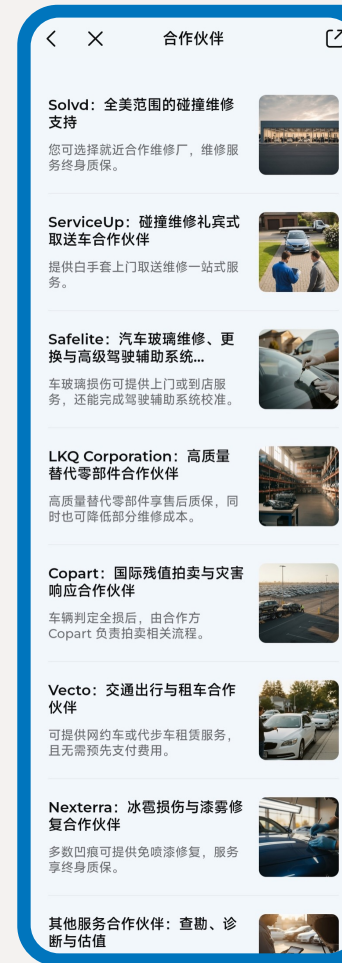 合作伙伴
Solvd：全美范围的碰撞维修
支持
您可选择就近合作维修厂，维修服
务终身质保。
ServiceUp：碰撞维修礼宾式
取送车合作伙伴
提供白手套上门取送维修一站式服
务。
Safelite：汽车玻璃维修、更
换与高级驾驶辅助系统...
车玻璃损伤可提供上门或到店服
务，还能完成驾驶辅助系统校准。
LKQ Corporation：高质量
替代零部件合作伙伴
高质量替代零部件享售后质保，同
时也可降低部分维修成本。
Copart：国际残值拍卖与灾害
响应合作伙伴
车辆判定全损后，由合作方
Copart 负责拍卖相关流程。
Vecto：交通出行与租车合作
伙伴
可提供网约车或代步车租赁服务，
且无需预先支付费用。
Nexterra：冰雹损伤与漆雾修
复合作伙伴
多数凹痕可提供免喷漆修复，服务
享终身质保。
其他服务合作伙伴：查勘、诊
断与估值